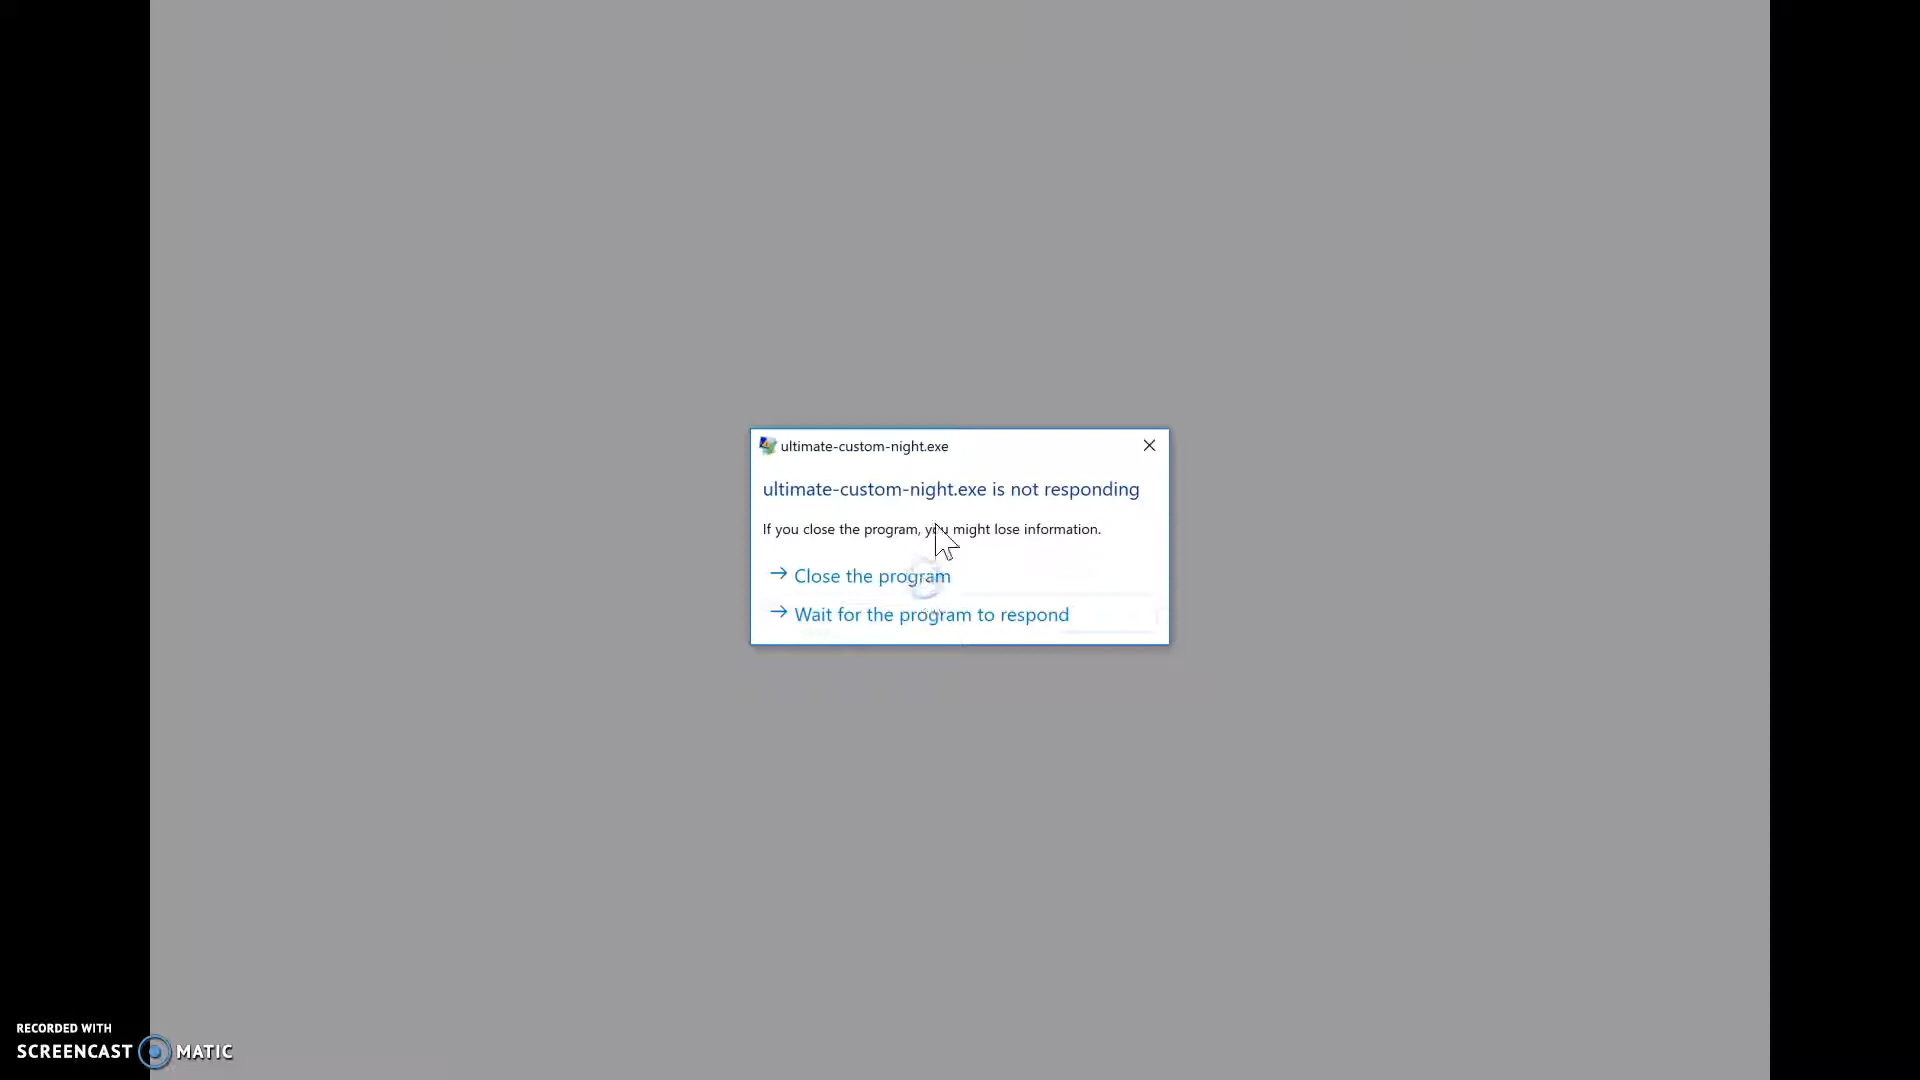 ultimate-custom-night.exe
ultimate-custom-night.exe is not responding
If you close the program, you might lose information.
→ Close the program
→ Wait for the program to respond
RECORDED WITH
SCREENCAST MATIC